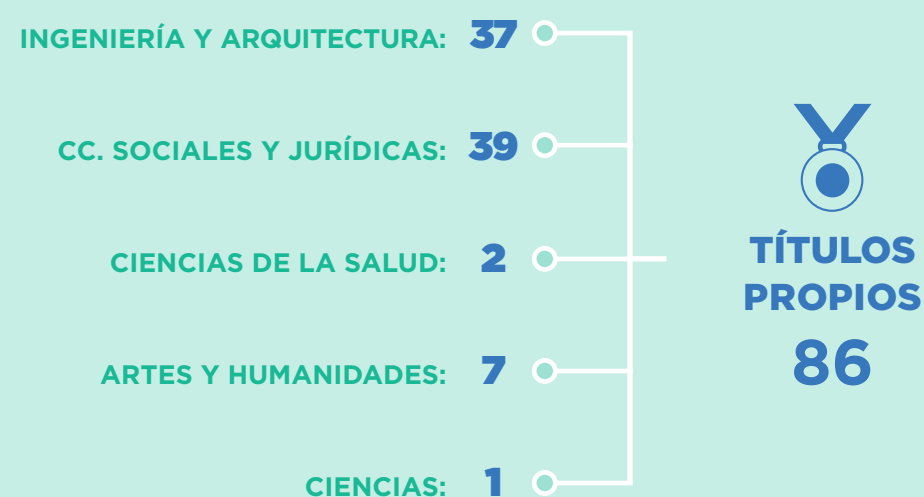 INGENIERÍA Y ARQUITECTURA: 37
CC. SOCIALES Y JURÍDICAS: 39
CIENCIAS DE LA SALUD: 2
ARTES Y HUMANIDADES: 7
CIENCIAS: 1
TÍTULOS
PROPIOS
86